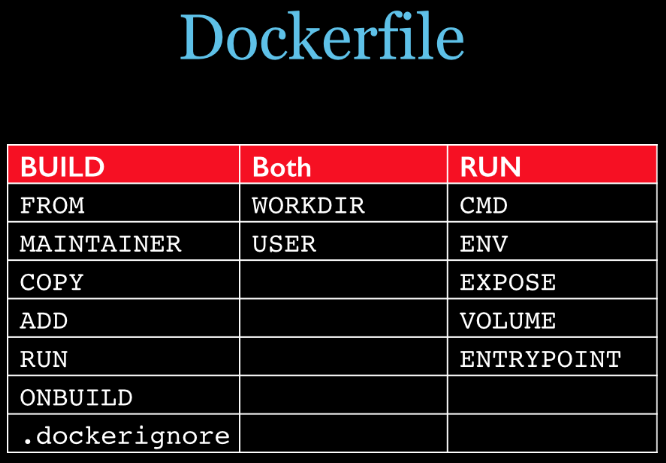 Dockerfile
BUILD Both RUN
FROM WORKDIR CMD
MAINTAINER USER ENV
COPY EXPOSE
ADD VOLUME
RUN ENTRYPOINT
ONBUILD
.dockerignore